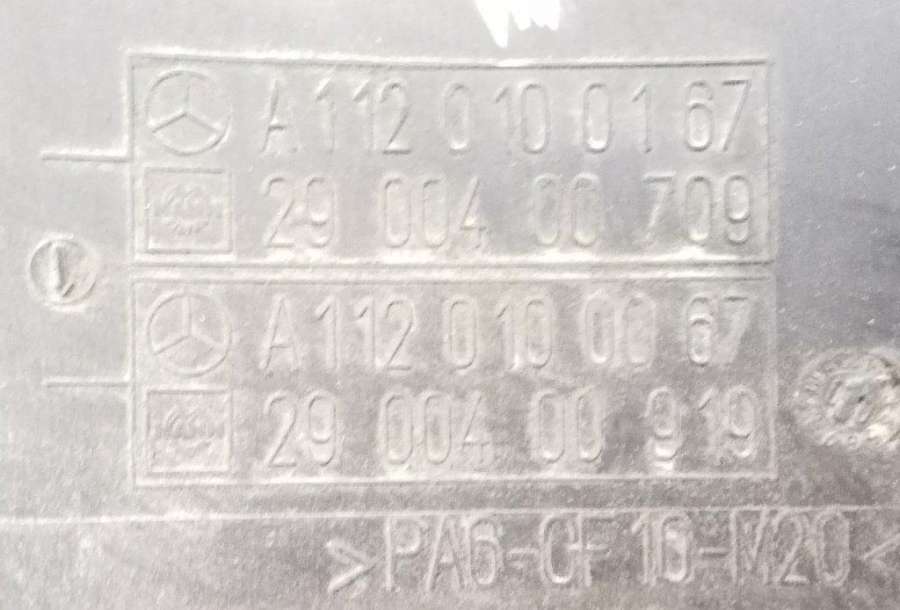 A 112 010 01 67
29 004 00 709
A 112 010 00 67
29 004 00 919
>PA6-GF10-M20<